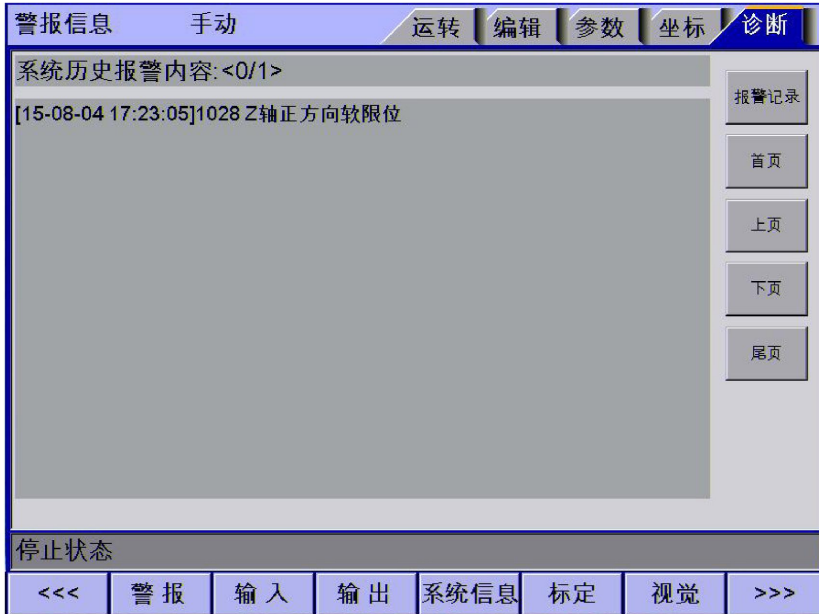 警报信息 手动 运转 编辑 参数 坐标 诊断
系统历史报警内容:<0/1>
[15-08-04 17:23:05]1028 Z轴正方向软限位
报警记录
首页
上页
下页
尾页
停止状态
<<< 警报 输入 输出 系统信息 标定 视觉 >>>